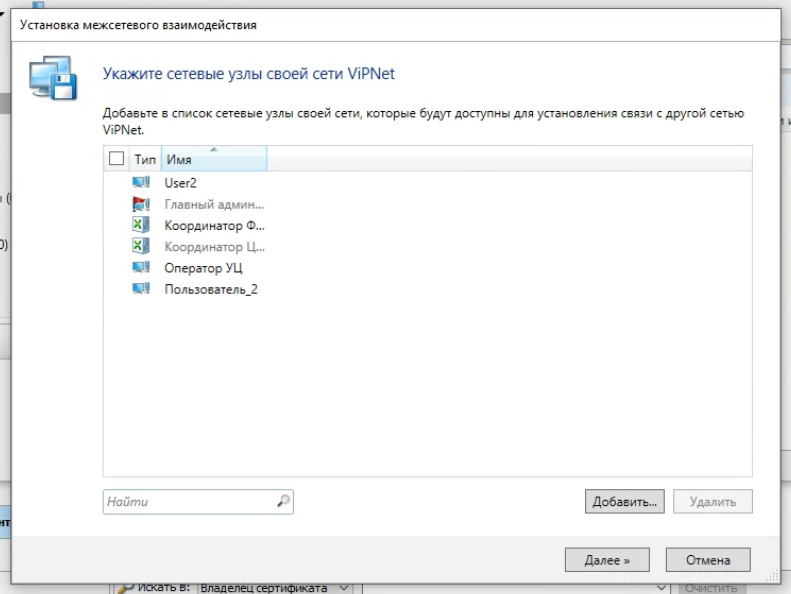 Установка межсетевого взаимодействия
Укажите сетевые узлы своей сети ViPNet
Добавьте в список сетевые узлы своей сети, которые будут доступны для установления связи с другой сетью
ViPNet.
Тип Имя
User2
Главный админ...
Координатор Ф...
Координатор Ц...
Оператор УЦ
Пользователь_2
Найти
Добавить... Удалить
Далее » Отмена
Искать в: Владелец сертификата Очистить